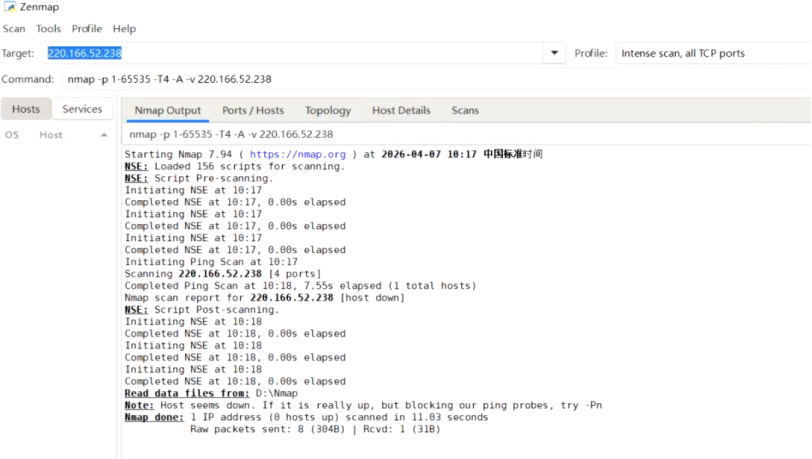 Zenmap
Scan Tools Profile Help
Target: 220.166.52.238 Profile: Intense scan, all TCP ports
Command: nmap -p 1-65535 -T4 -A -v 220.166.52.238
Hosts Services Nmap Output Ports / Hosts Topology Host Details Scans
OS Host nmap -p 1-65535 -T4 -A -v 220.166.52.238
Starting Nmap 7.94 ( https://nmap.org ) at 2026-04-07 10:17 中国标准时间
NSE: Loaded 156 scripts for scanning.
NSE: Script Pre-scanning.
Initiating NSE at 10:17
Completed NSE at 10:17, 0.00s elapsed
Initiating NSE at 10:17
Completed NSE at 10:17, 0.00s elapsed
Initiating NSE at 10:17
Completed NSE at 10:17, 0.00s elapsed
Initiating Ping Scan at 10:17
Scanning 220.166.52.238 [4 ports]
Completed Ping Scan at 10:18, 7.55s elapsed (1 total hosts)
Nmap scan report for 220.166.52.238 [host down]
NSE: Script Post-scanning.
Initiating NSE at 10:18
Completed NSE at 10:18, 0.00s elapsed
Initiating NSE at 10:18
Completed NSE at 10:18, 0.00s elapsed
Initiating NSE at 10:18
Completed NSE at 10:18, 0.00s elapsed
Read data files from: D:\Nmap
Note: Host seems down. If it is really up, but blocking our ping probes, try -Pn
Nmap done: 1 IP address (0 hosts up) scanned in 11.03 seconds
Raw packets sent: 8 (304B) | Rcvd: 1 (31B)